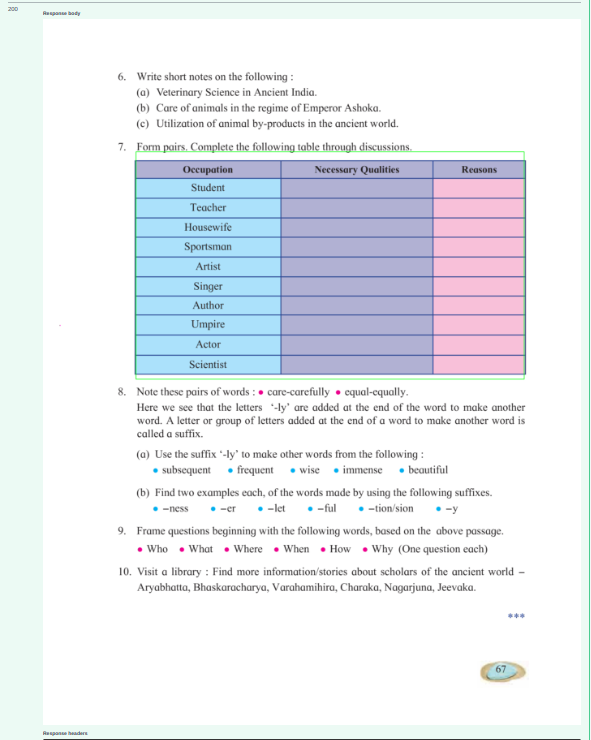 200
Response body
6. Write short notes on the following :
(a) Veterinary Science in Ancient India.
(b) Care of animals in the regime of Emperor Ashoka.
(c) Utilization of animal by-products in the ancient world.
7. Form pairs. Complete the following table through discussions.
Occupation Necessary Qualities Reasons
Student
Teacher
Housewife
Sportsman
Artist
Singer
Author
Umpire
Actor
Scientist
8. Note these pairs of words : • care-carefully • equal-equally.
Here we see that the letters ‘-ly’ are added at the end of the word to make another
word. A letter or group of letters added at the end of a word to make another word is
called a suffix.
(a) Use the suffix ‘-ly’ to make other words from the following :
• subsequent • frequent • wise • immense • beautiful
(b) Find two examples each, of the words made by using the following suffixes.
• –ness • –er • –let • –ful • –tion/sion • –y
9. Frame questions beginning with the following words, based on the above passage.
• Who • What • Where • When • How • Why (One question each)
10. Visit a library : Find more information/stories about scholars of the ancient world –
Aryabhatta, Bhaskaracharya, Varahamihira, Charaka, Nagarjuna, Jeevaka.
***
67
Response headers